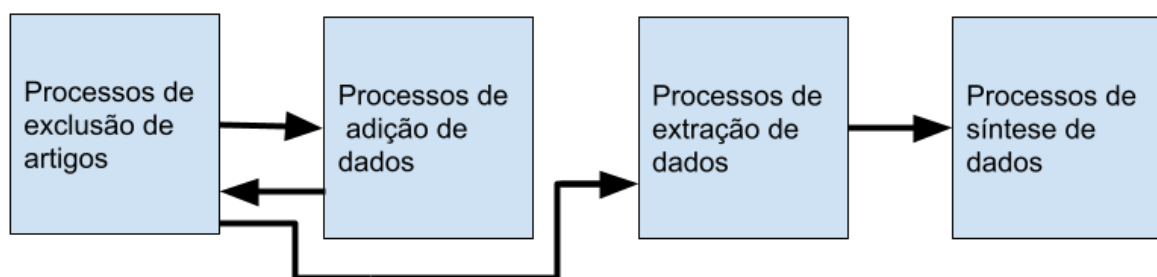 Processos de
exclusão de
artigos
Processos de
adição de
dados
Processos de
extração de
dados
Processos de
síntese de
dados